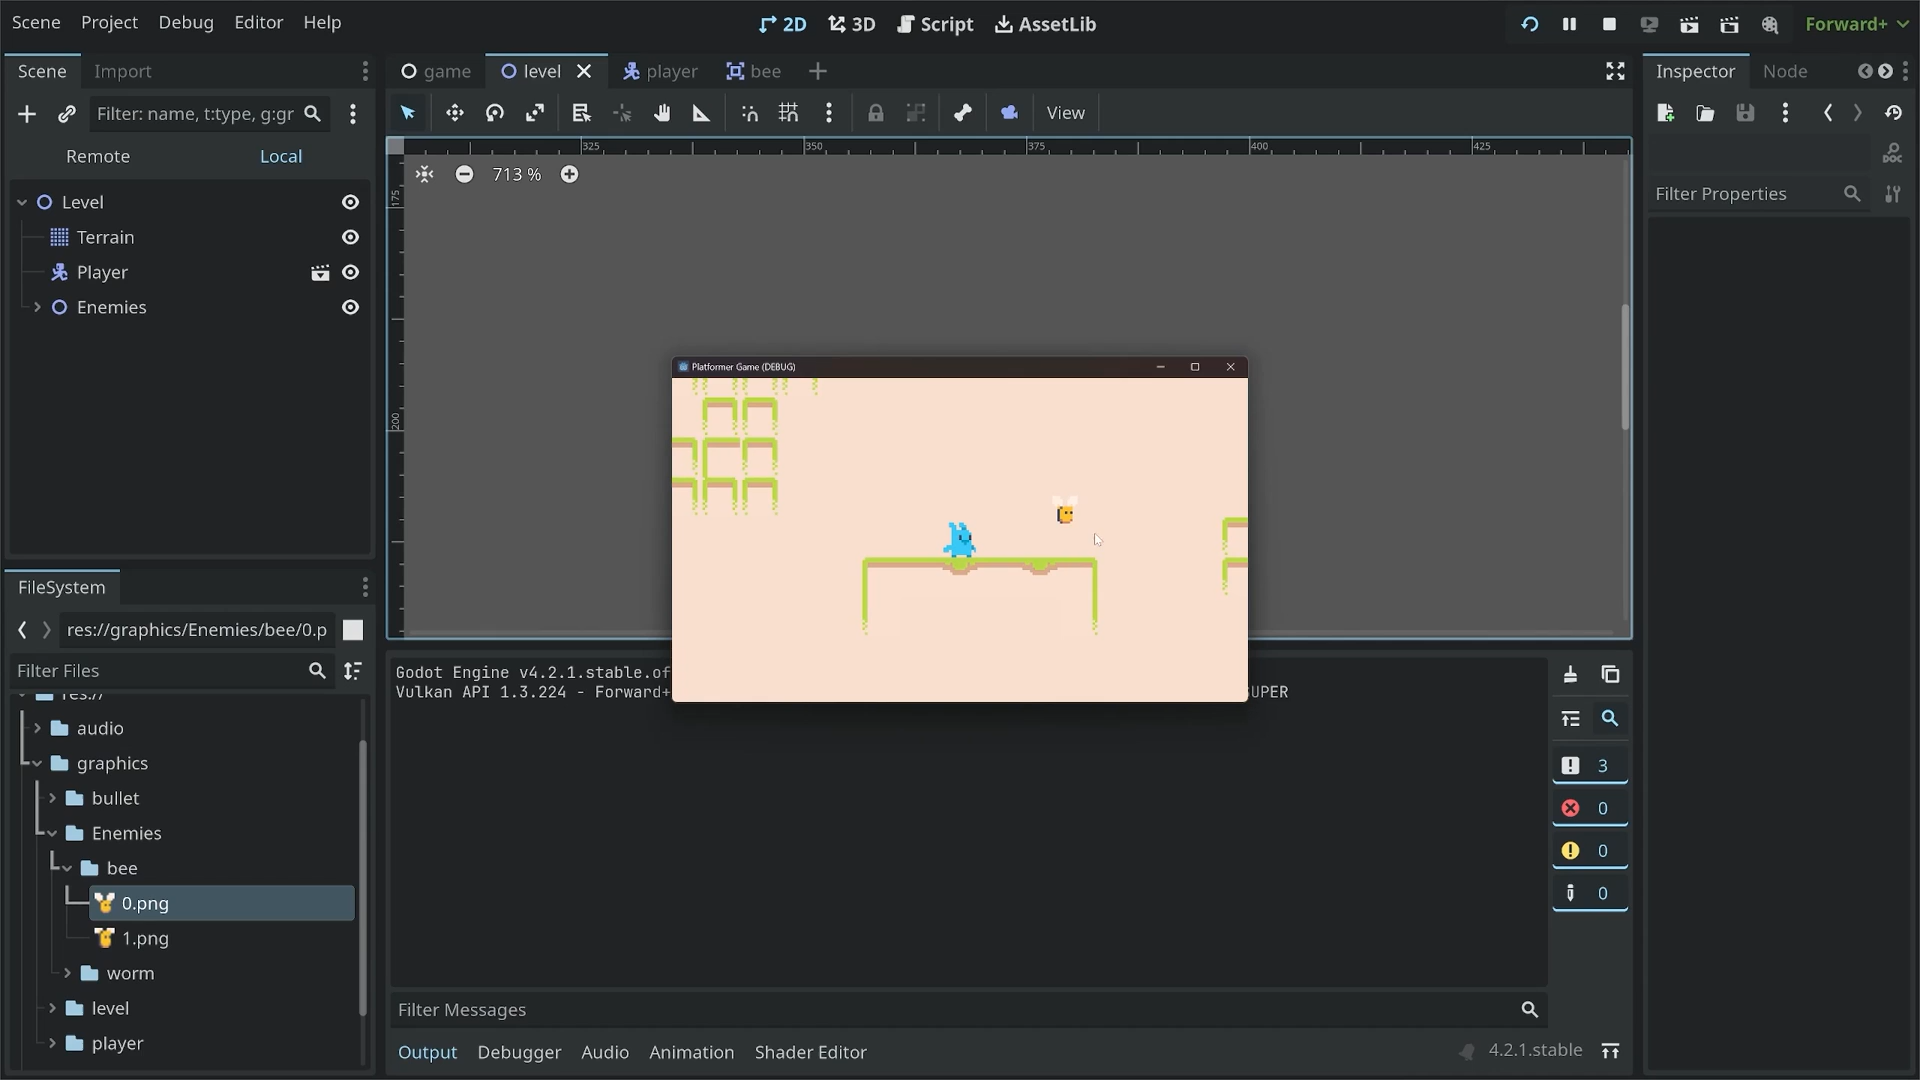 Scene Project Debug Editor Help
2D 3D Script AssetLib
Forward+
Scene Import
game level player bee
Inspector Node
Filter: name, t:type, g:gr
View
Remote Local
325 350 375 400 425
175
713 %
Filter Properties
Level
Terrain
Player
Enemies
200
Platformer Game (DEBUG)
FileSystem
res://graphics/Enemies/bee/0.p
Filter Files
res://
audio
graphics
bullet
Enemies
bee
0.png
1.png
worm
level
player
Godot Engine v4.2.1.stable.of
Vulkan API 1.3.224 - Forward+ UPER
3
0
0
0
Filter Messages
Output Debugger Audio Animation Shader Editor
4.2.1.stable